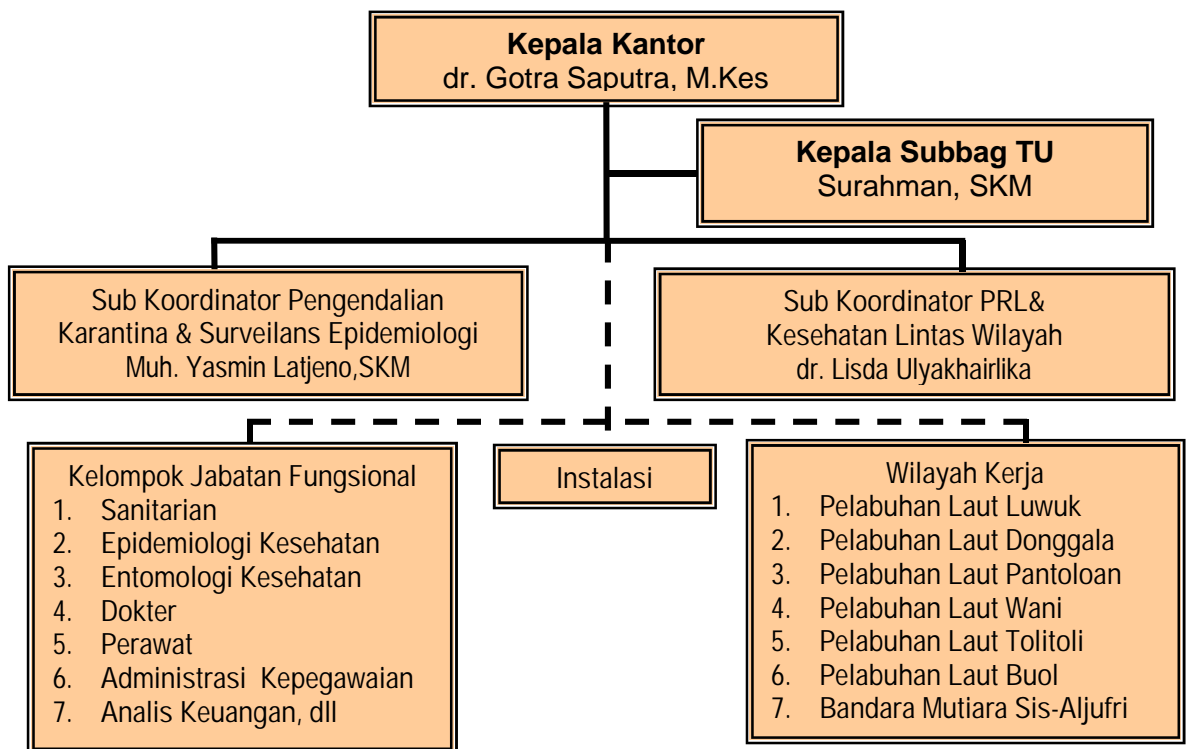 Kepala Kantor
dr. Gotra Saputra, M.Kes
Kepala Subbag TU
Surahman, SKM
Sub Koordinator Pengendalian
Karantina & Surveilans Epidemiologi
Muh. Yasmin Latjeno,SKM
Sub Koordinator PRL&
Kesehatan Lintas Wilayah
dr. Lisda Ulyakhairlika
Kelompok Jabatan Fungsional
1. Sanitarian
2. Epidemiologi Kesehatan
3. Entomologi Kesehatan
4. Dokter
5. Perawat
6. Administrasi Kepegawaian
7. Analis Keuangan, dll
Instalasi
Wilayah Kerja
1. Pelabuhan Laut Luwuk
2. Pelabuhan Laut Donggala
3. Pelabuhan Laut Pantoloan
4. Pelabuhan Laut Wani
5. Pelabuhan Laut Tolitoli
6. Pelabuhan Laut Buol
7. Bandara Mutiara Sis-Aljufri